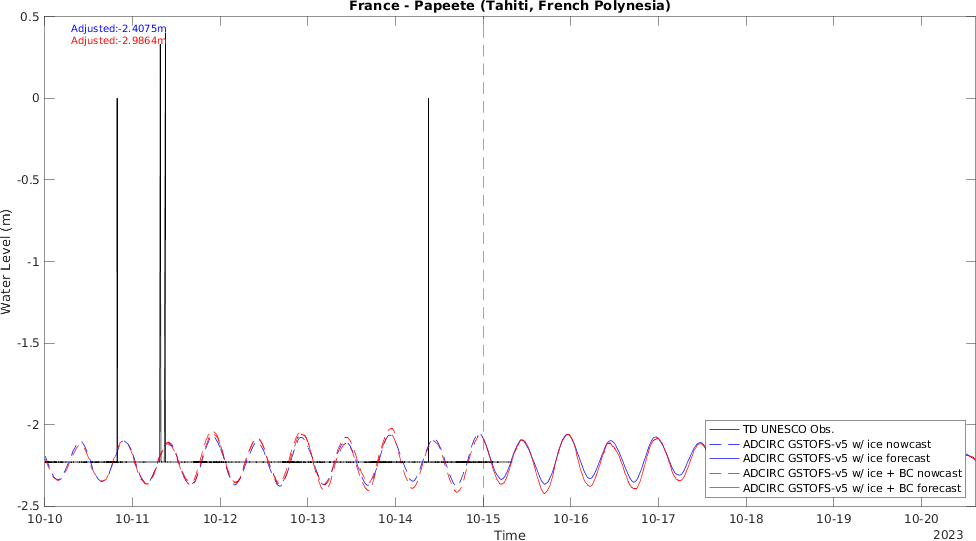 France - Papeete (Tahiti, French Polynesia)
Adjusted:-2.4075m
Adjusted:-2.9864m
0.5
0
-0.5
-1
-1.5
-2
-2.5
Water Level (m)
TD UNESCO Obs.
ADCIRC GSTOFS-v5 w/ ice nowcast
ADCIRC GSTOFS-v5 w/ ice forecast
ADCIRC GSTOFS-v5 w/ ice + BC nowcast
ADCIRC GSTOFS-v5 w/ ice + BC forecast
10-10 10-11 10-12 10-13 10-14 10-15 10-16 10-17 10-18 10-19 10-20
Time
2023